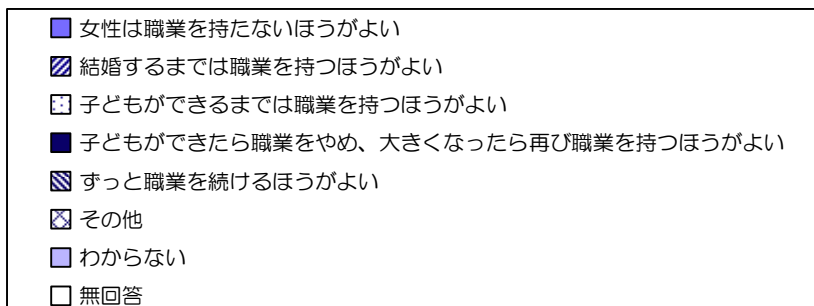 女性は職業を持たないほうがよい
結婚するまでは職業を持つほうがよい
子どもができるまでは職業を持つほうがよい
子どもができたら職業をやめ、大きくなったら再び職業を持つほうがよい
ずっと職業を続けるほうがよい
その他
わからない
無回答